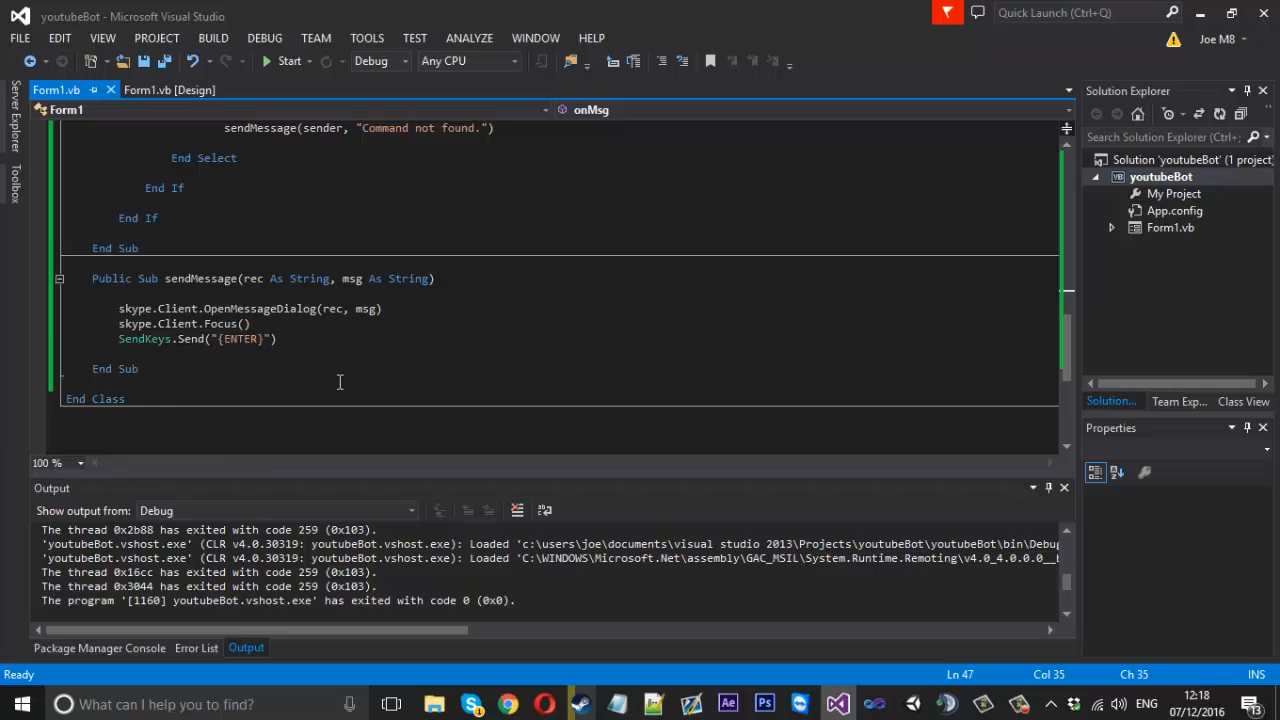 youtubeBot - Microsoft Visual Studio
Quick Launch (Ctrl+Q)
FILE EDIT VIEW PROJECT BUILD DEBUG TEAM TOOLS TEST ANALYZE WINDOW HELP
Joe M8
Start Debug Any CPU
Form1.vb Form1.vb [Design]
Form1 onMsg
Server Explorer
Toolbox
sendMessage(sender, "Command not found.")
End Select
End If
End If
End Sub
Public Sub sendMessage(rec As String, msg As String)
skype.Client.OpenMessageDialog(rec, msg)
skype.Client.Focus()
SendKeys.Send("{ENTER}")
End Sub
End Class
100 %
Solution Explorer
Search Solution Explorer (Ctrl+;
Solution 'youtubeBot' (1 project)
VB youtubeBot
My Project
App.config
Form1.vb
Solution... Team Exp... Class View
Properties
Output
Show output from: Debug
The thread 0x2b88 has exited with code 259 (0x103).
'youtubeBot.vshost.exe' (CLR v4.0.30319: youtubeBot.vshost.exe): Loaded 'c:\users\joe\documents\visual studio 2013\Projects\youtubeBot\youtubeBot\bin\Debug
'youtubeBot.vshost.exe' (CLR v4.0.30319: youtubeBot.vshost.exe): Loaded 'C:\WINDOWS\Microsoft.Net\assembly\GAC_MSIL\System.Runtime.Remoting\v4.0_4.0.0.0__b
The thread 0x16cc has exited with code 259 (0x103).
The thread 0x3044 has exited with code 259 (0x103).
The program '[1160] youtubeBot.vshost.exe' has exited with code 0 (0x0).
Package Manager Console Error List Output
Ready Ln 47 Col 35 Ch 35 INS
What can I help you find? Ae Ps ENG
12:18
07/12/2016
13